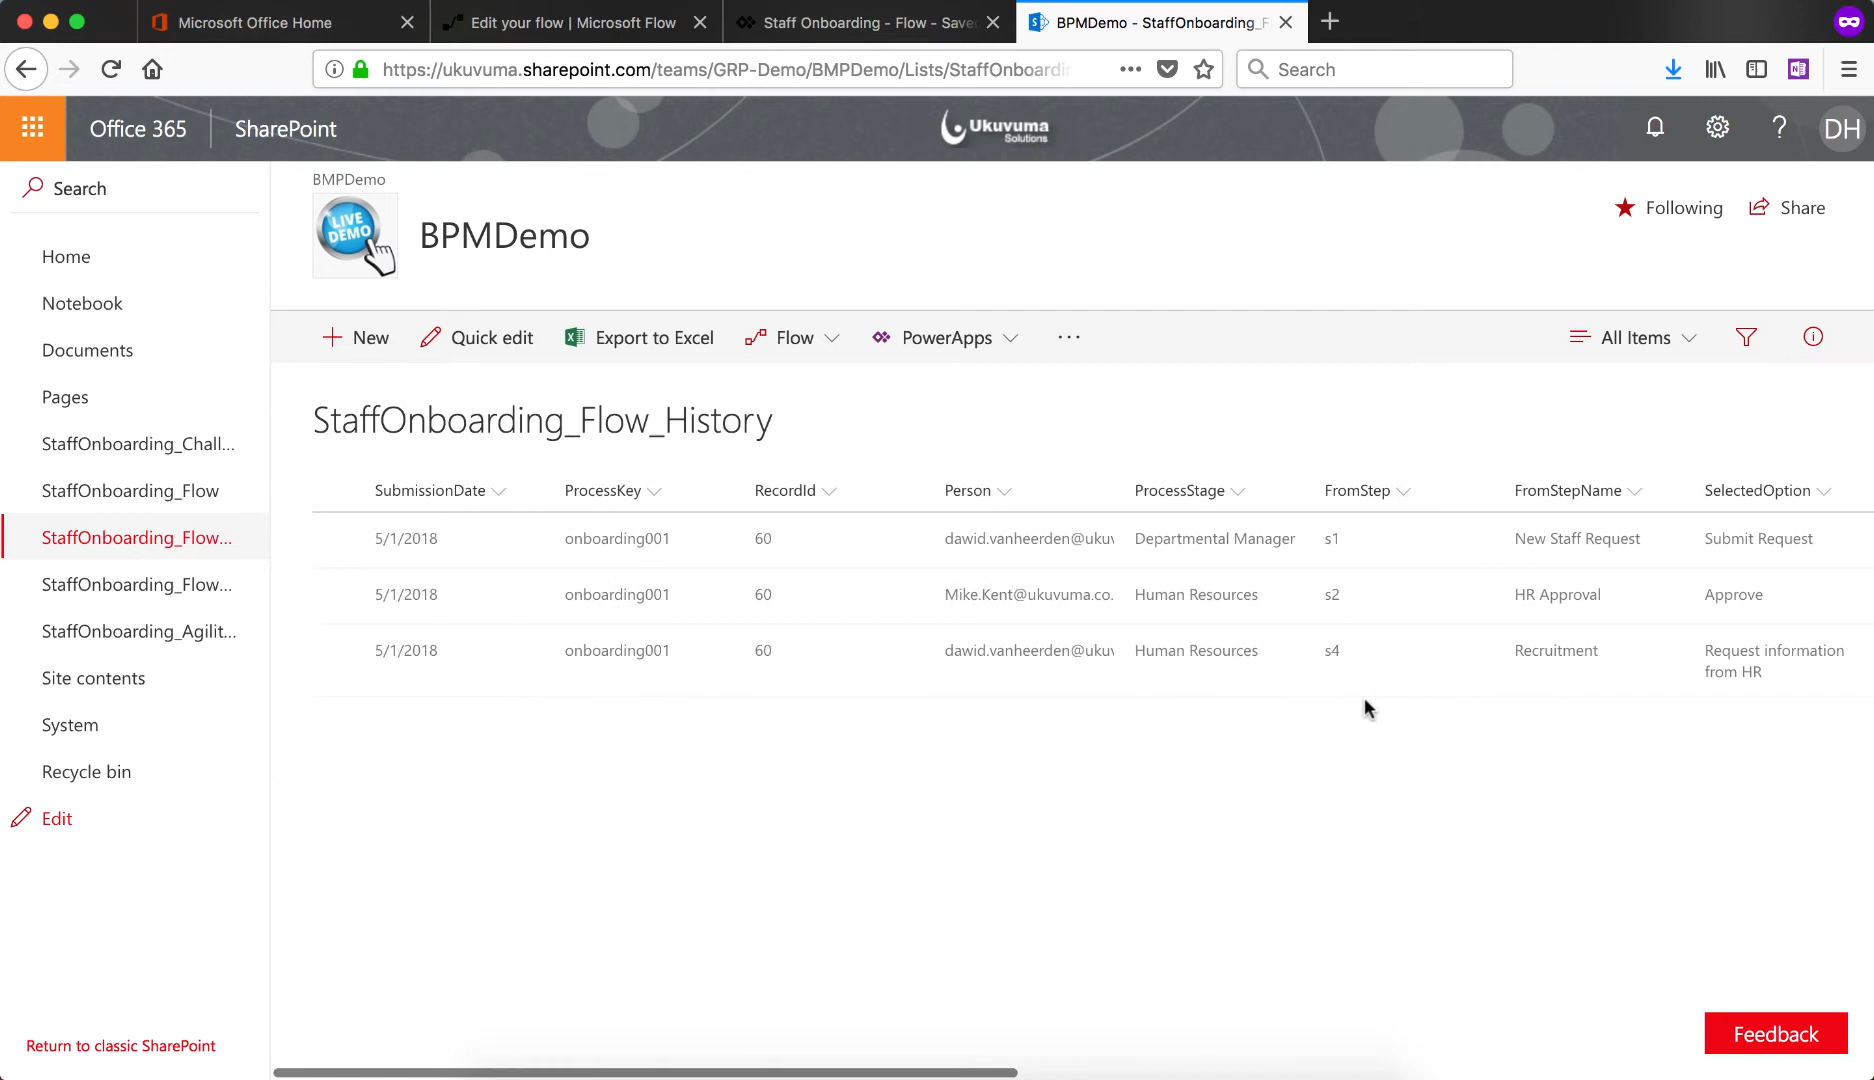 Microsoft Office Home
Edit your flow | Microsoft Flow
Staff Onboarding - Flow - Save
BPMDemo - StaffOnboarding_F
https://ukuvuma.sharepoint.com/teams/GRP-Demo/BMPDemo/Lists/StaffOnboardi
Search
Office 365
SharePoint
Ukuvuma
Solutions
DH
Search
Home
Notebook
Documents
Pages
StaffOnboarding_Chall...
StaffOnboarding_Flow
StaffOnboarding_Flow...
StaffOnboarding_Flow...
StaffOnboarding_Agilit...
Site contents
System
Recycle bin
Edit
Return to classic SharePoint
BMPDemo
LIVE
DEMO
BPMDemo
Following
Share
New
Quick edit
Export to Excel
Flow
PowerApps
All Items
StaffOnboarding_Flow_History
SubmissionDate ProcessKey RecordId Person ProcessStage FromStep FromStepName SelectedOption
5/1/2018 onboarding001 60 dawid.vanheerden@ukuv Departmental Manager s1 New Staff Request Submit Request
5/1/2018 onboarding001 60 Mike.Kent@ukuvuma.co. Human Resources s2 HR Approval Approve
5/1/2018 onboarding001 60 dawid.vanheerden@ukuv Human Resources s4 Recruitment Request information
from HR
Feedback